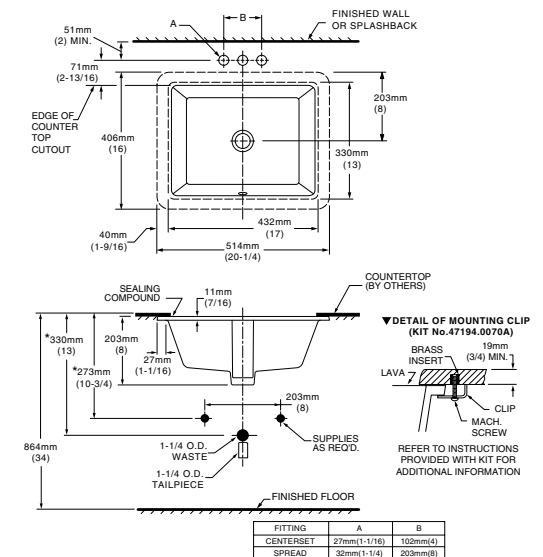 FINISHED WALL
OR SPLASHBACK
A
B
51mm
(2) MIN.
71mm
(2-13/16)
EDGE OF
COUNTER
TOP
CUTOUT
406mm
(16)
203mm
(8)
330mm
(13)
40mm
(1-9/16)
432mm
(17)
514mm
(20-1/4)
SEALING
COMPOUND
11mm
(7/16)
COUNTERTOP
(BY OTHERS)
*330mm
(13)
203mm
(8)
*273mm
(10-3/4)
27mm
(1-1/16)
203mm
(8)
864mm
(34)
1-1/4 O.D.
WASTE
SUPPLIES
AS REQ'D.
1-1/4 O.D.
TAILPIECE
FINISHED FLOOR
▼DETAIL OF MOUNTING CLIP
(KIT No.47194.0070A)
BRASS
INSERT
19mm
(3/4) MIN.
LAVA
CLIP
MACH.
SCREW
REFER TO INSTRUCTIONS
PROVIDED WITH KIT FOR
ADDITIONAL INFORMATION
FITTING A B
CENTERSET 27mm(1-1/16) 102mm(4)
SPREAD 32mm(1-1/4) 203mm(8)